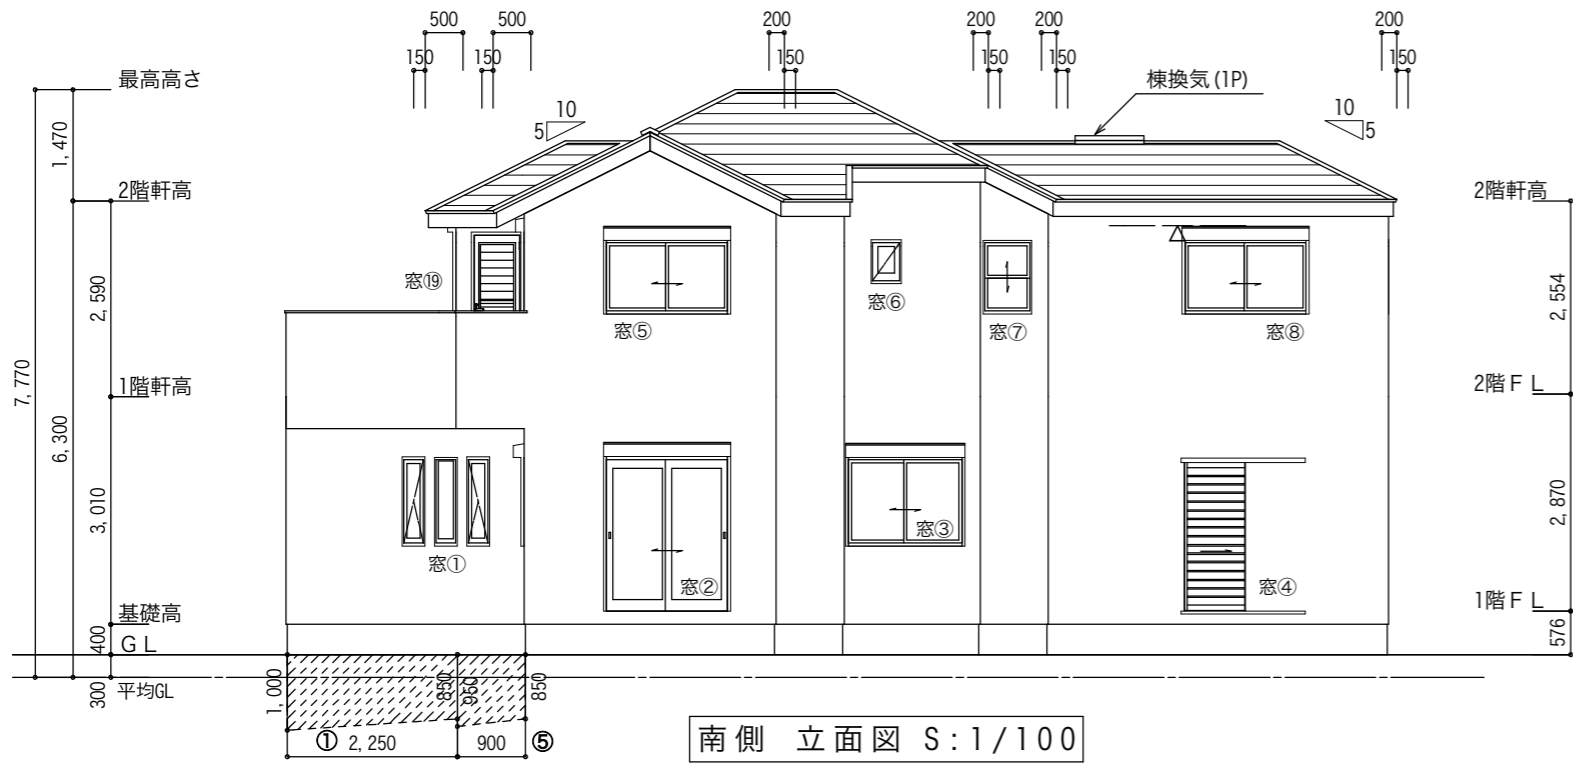 500 500 200 200 200 200
150 150 150 150 150 150
最高高さ
棟換気(1P)
10
5
10
5
1,470
2階軒高
2階軒高
窓⑲
2,590
2,554
窓⑥
窓⑤
窓⑦
窓⑧
7,770
1階軒高
2階FL
6,300
3,010
2,870
窓③
窓①
窓②
窓④
基礎高
1階FL
400
GL
576
300
平均GL
1,000
850
950
850
① 2,250 900 ⑤
南側 立面図 S:1/100